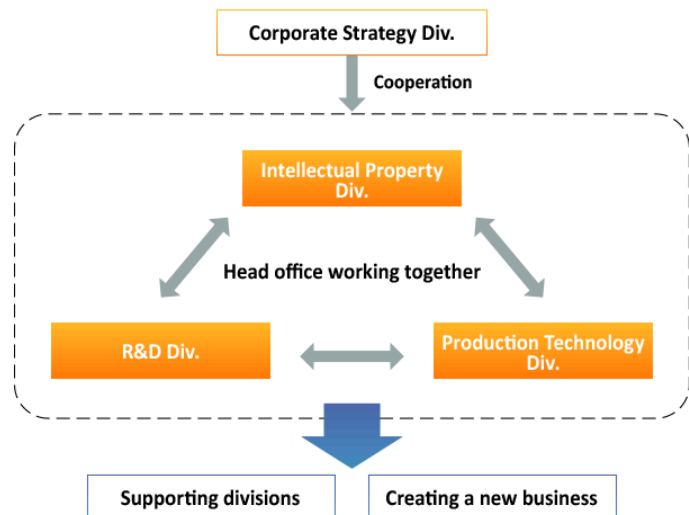 Corporate Strategy Div.
Cooperation
Intellectual Property
Div.
Head office working together
R&D Div.
Production Technology
Div.
Supporting divisions
Creating a new business